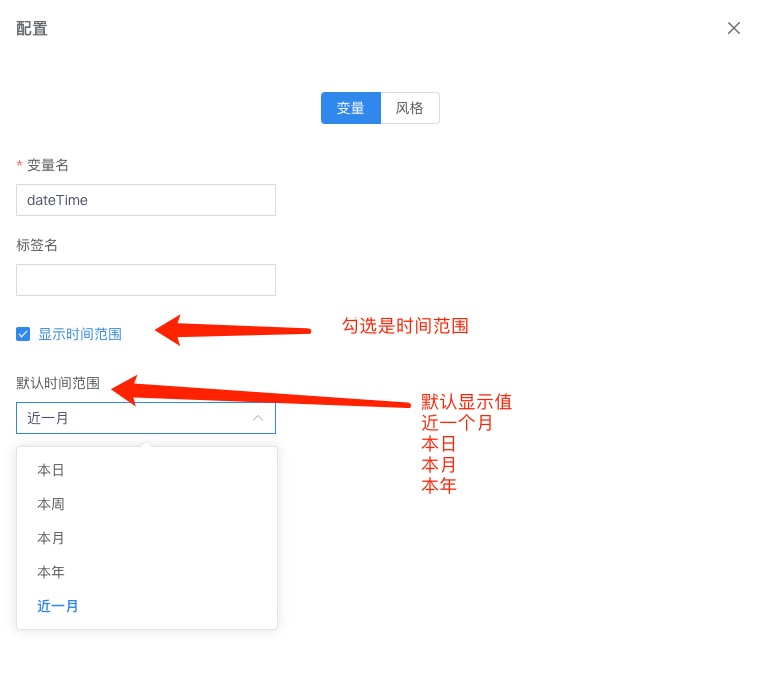 配置
变量
风格
* 变量名
dateTime
标签名
显示时间范围
勾选是时间范围
默认时间范围
近一月
默认显示值
近一个月
本日
本月
本年
本日
本周
本月
本年
近一月